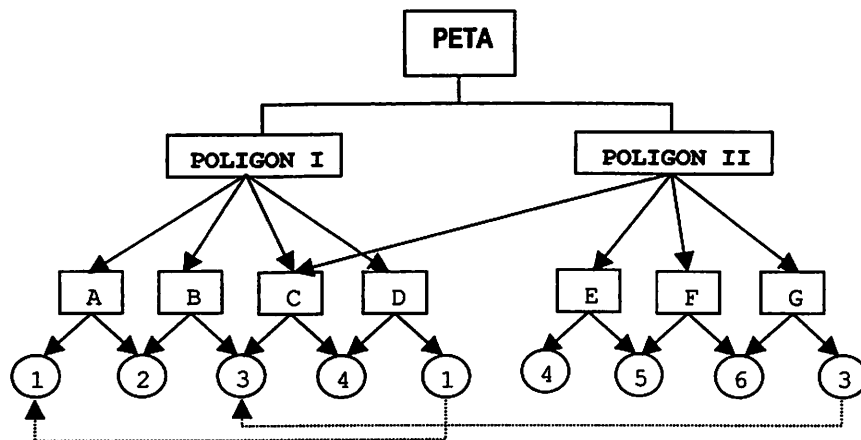 PETA
POLIGON I POLIGON II
A B C D E F G
1 2 3 4 1 4 5 6 3